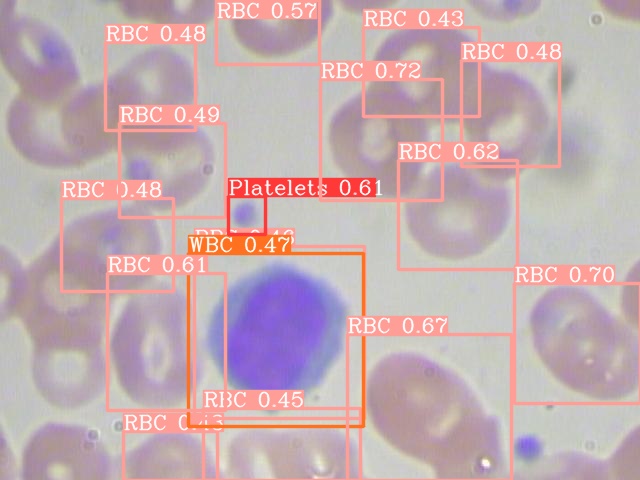 RBC 0.57
RBC 0.43
RBC 0.48
RBC 0.48
RBC 0.72
RBC 0.49
RBC 0.62
RBC 0.48
Platelets 0.61
WBC 0.47
RBC 0.61
RBC 0.70
RBC 0.67
RBC 0.45